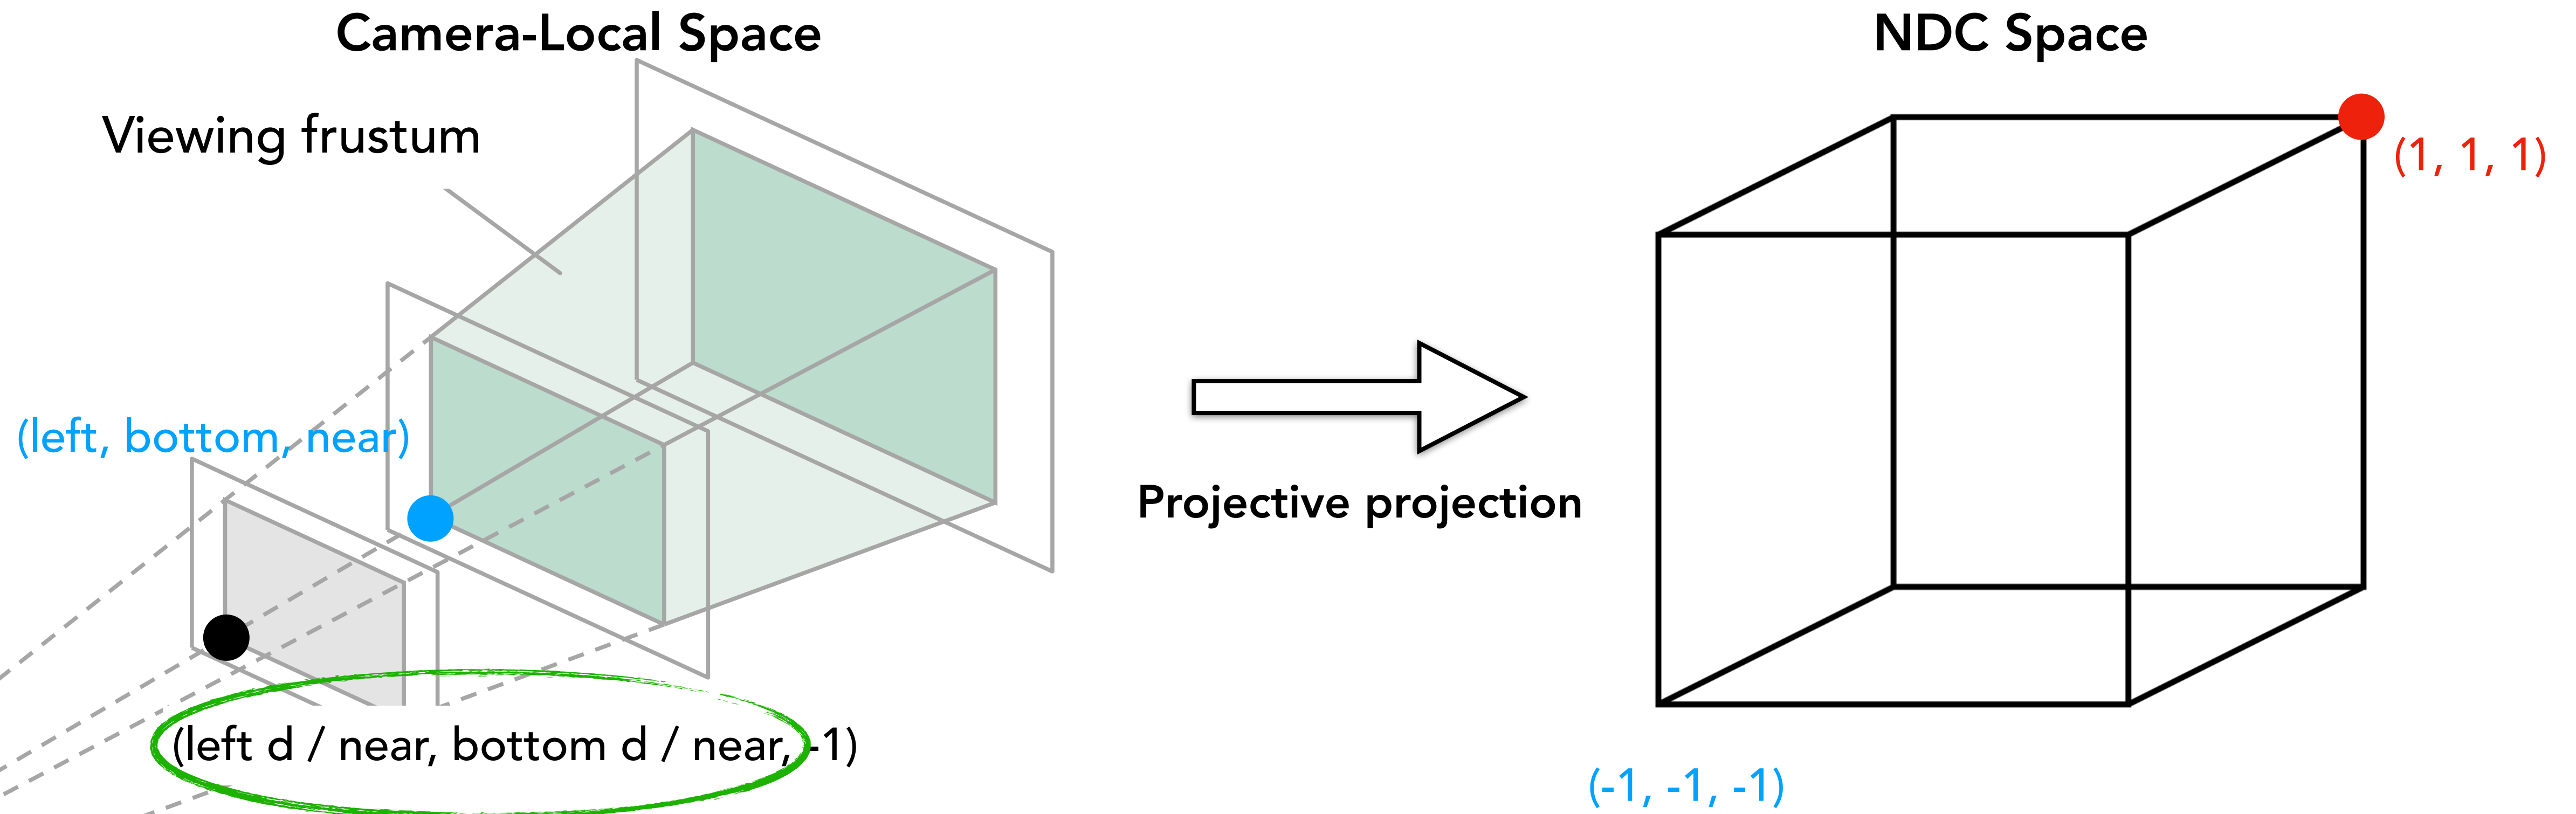 Camera-Local Space
NDC Space
Viewing frustum
(1, 1, 1)
(left, bottom, near)
Projective projection
(left d / near, bottom d / near, -1)
(-1, -1, -1)